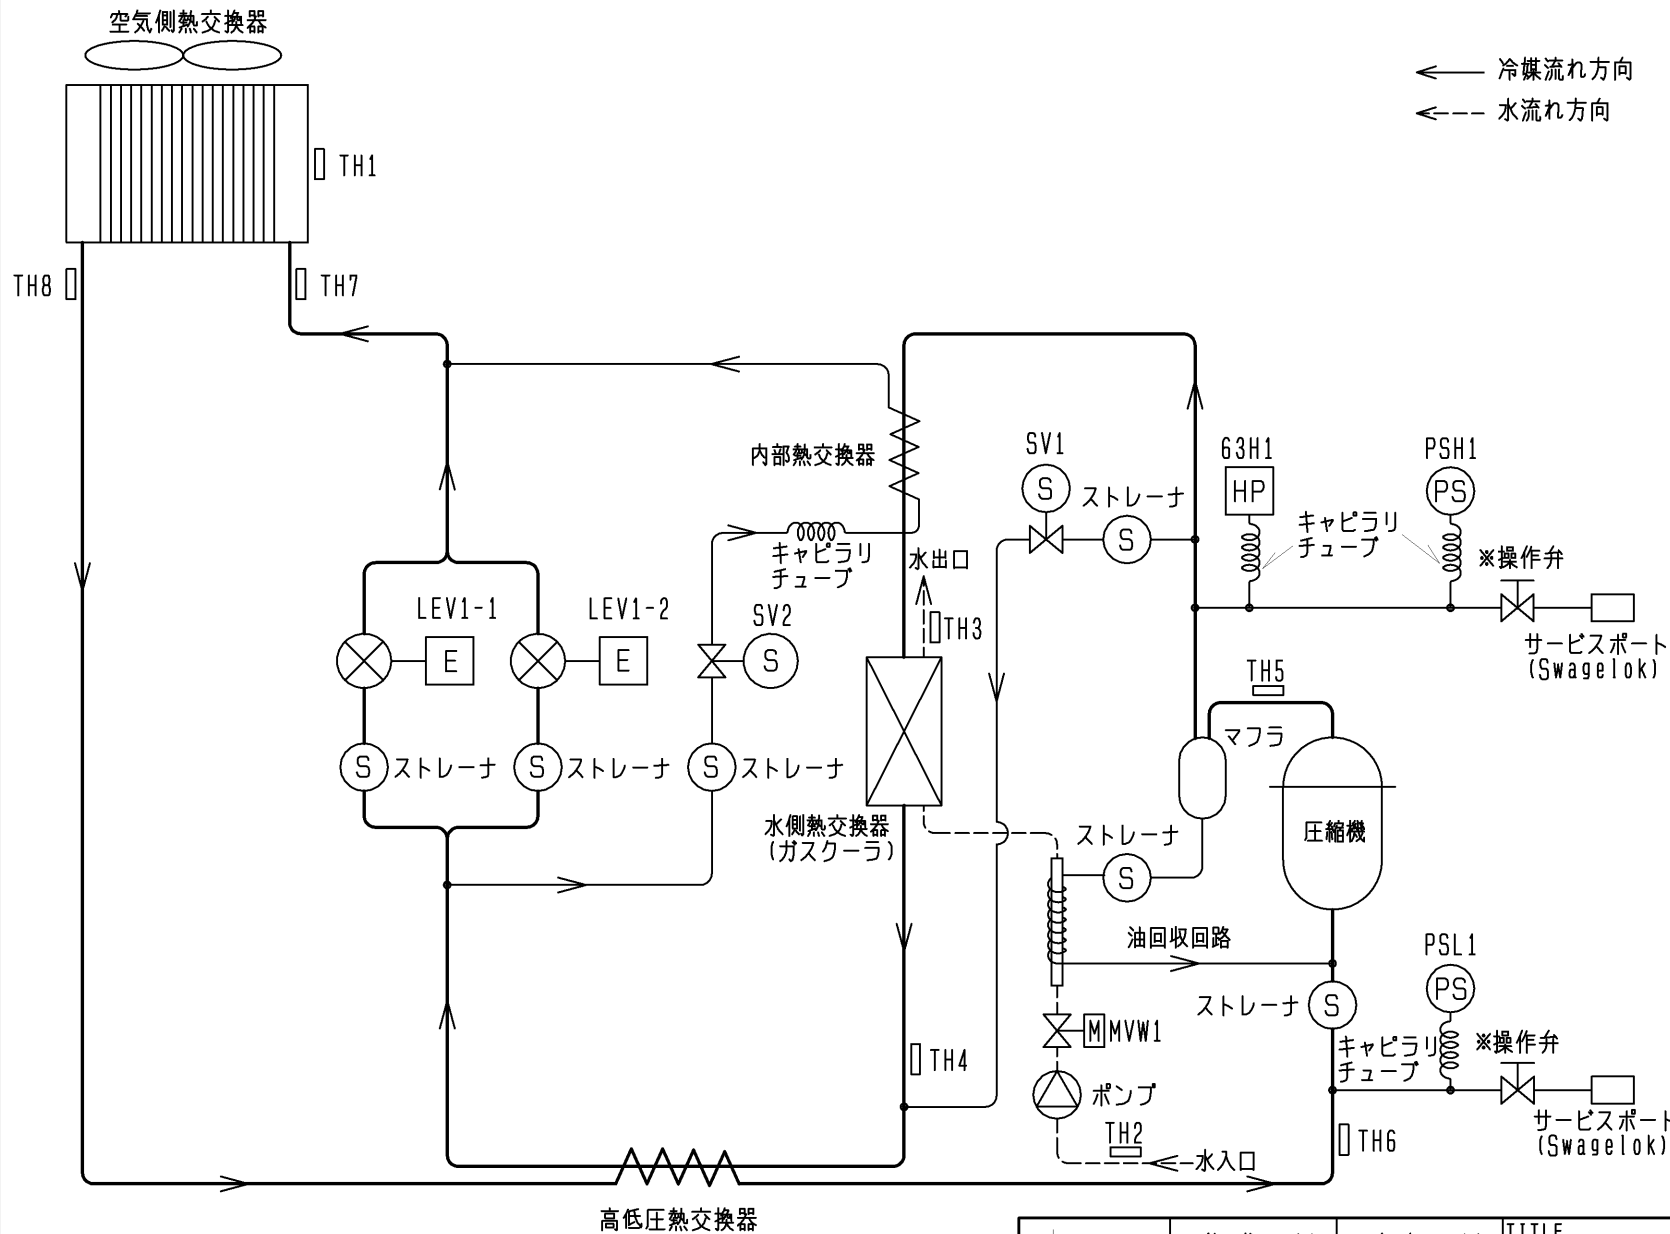 空気側熱交換器
冷媒流れ方向
水流れ方向
TH1
TH8
TH7
内部熱交換器
SV1
S
ストレーナ
S
63H1
HP
PSH1
PS
キャピラリ
チューブ
※操作弁
サービスポート
(Swagelok)
キャピラリ
チューブ
水出口
TH3
LEV1-1
E
LEV1-2
E
SV2
S
TH5
マフラ
S
ストレーナ
S
ストレーナ
S
ストレーナ
水側熱交換器
(ガスクーラ)
ストレーナ
S
圧縮機
油回収回路
PSL1
PS
ストレーナ
S
キャピラリ
チューブ
※操作弁
サービスポート
(Swagelok)
M
MVW1
TH4
ポンプ
TH2
水入口
TH6
高低圧熱交換器
TITLE